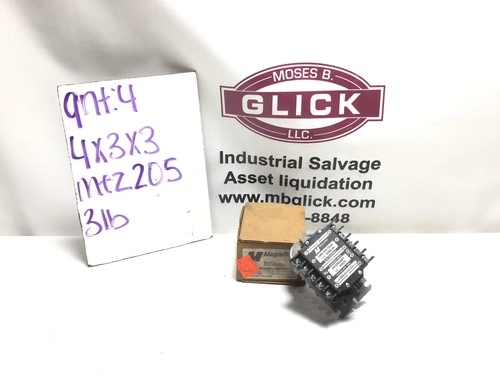 qnt:4
4x3x3
mtz205
3lb
MOSES B.
GLICK
LLC.
Industrial Salvage
Asset liquidation
www.mbglick.com
-8848